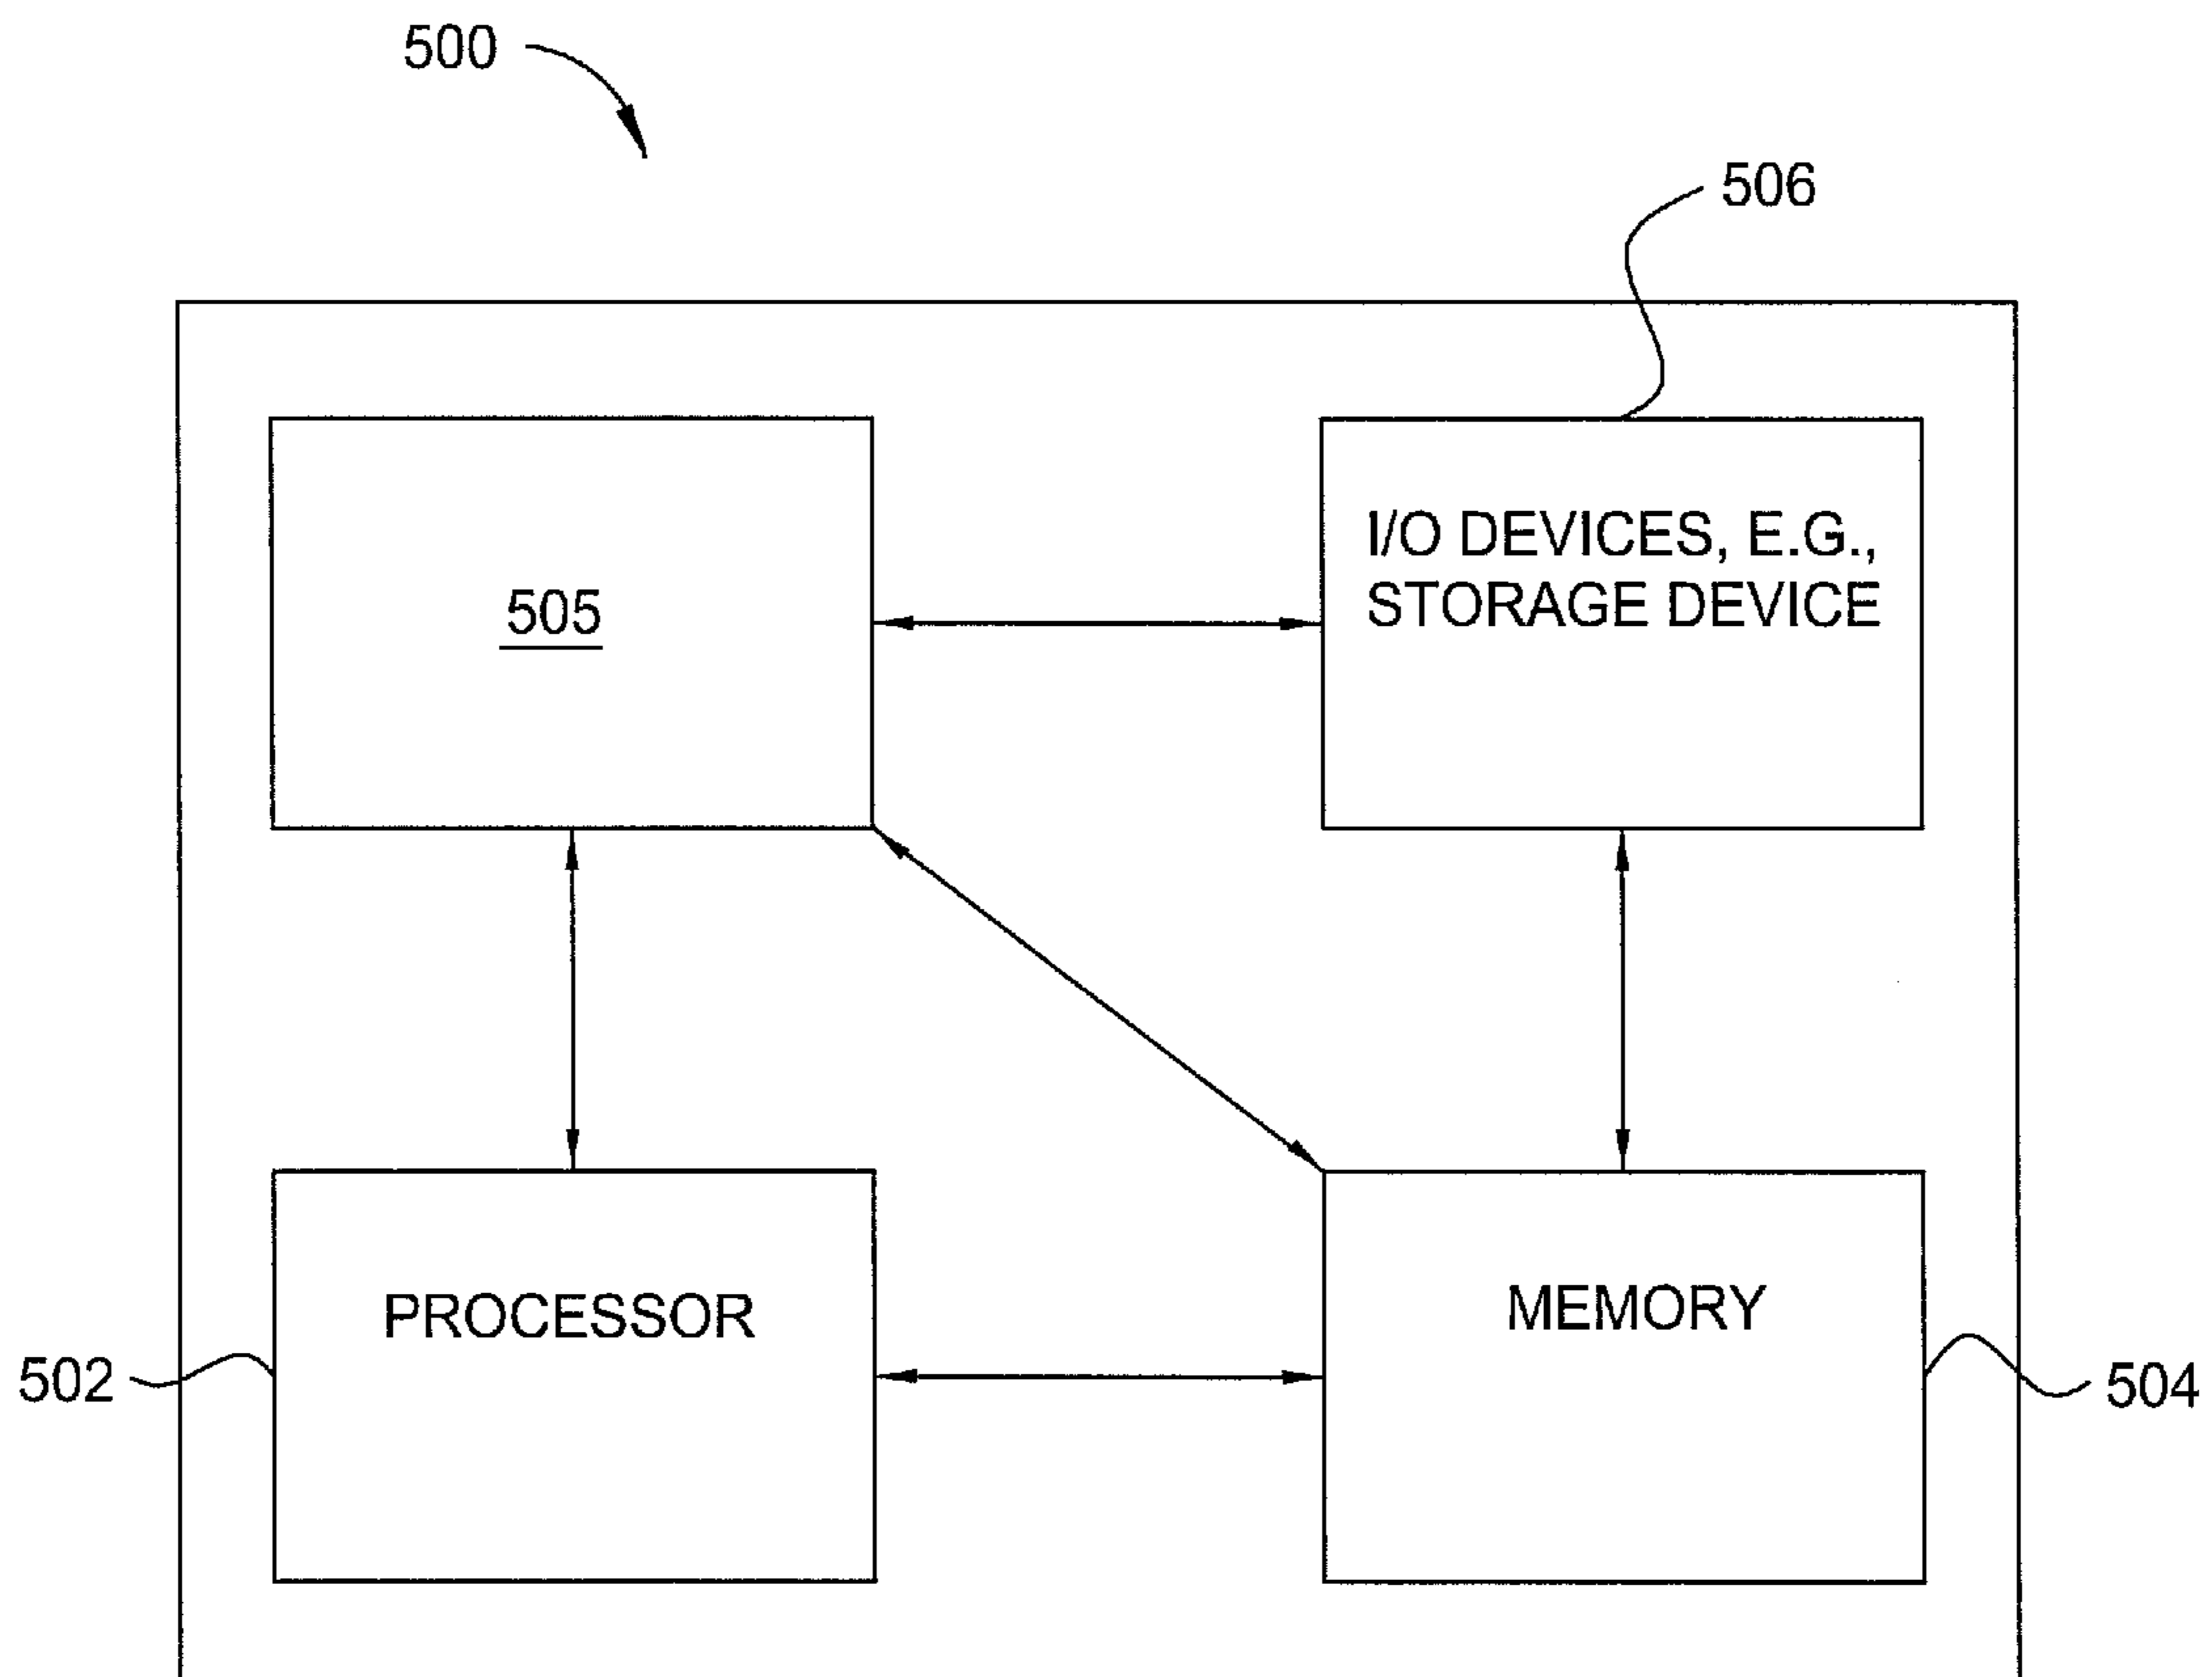 500
506
505
I/O DEVICES, E.G.,
STORAGE DEVICE
PROCESSOR
MEMORY
502
504